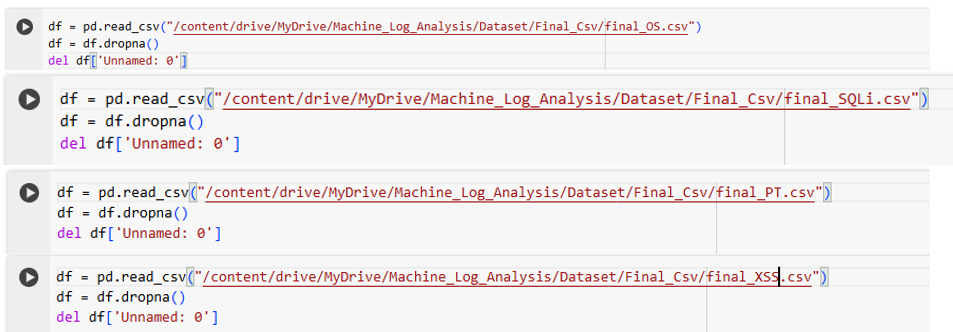 df = pd.read_csv("/content/drive/MyDrive/Machine_Log_Analysis/Dataset/Final_Csv/final_OS.csv")
df = df.dropna()
del df['Unnamed: 0']
df = pd.read_csv("/content/drive/MyDrive/Machine_Log_Analysis/Dataset/Final_Csv/final_SQLi.csv")
df = df.dropna()
del df['Unnamed: 0']
df = pd.read_csv("/content/drive/MyDrive/Machine_Log_Analysis/Dataset/Final_Csv/final_PT.csv")
df = df.dropna()
del df['Unnamed: 0']
df = pd.read_csv("/content/drive/MyDrive/Machine_Log_Analysis/Dataset/Final_Csv/final_XSS.csv")
df = df.dropna()
del df['Unnamed: 0']